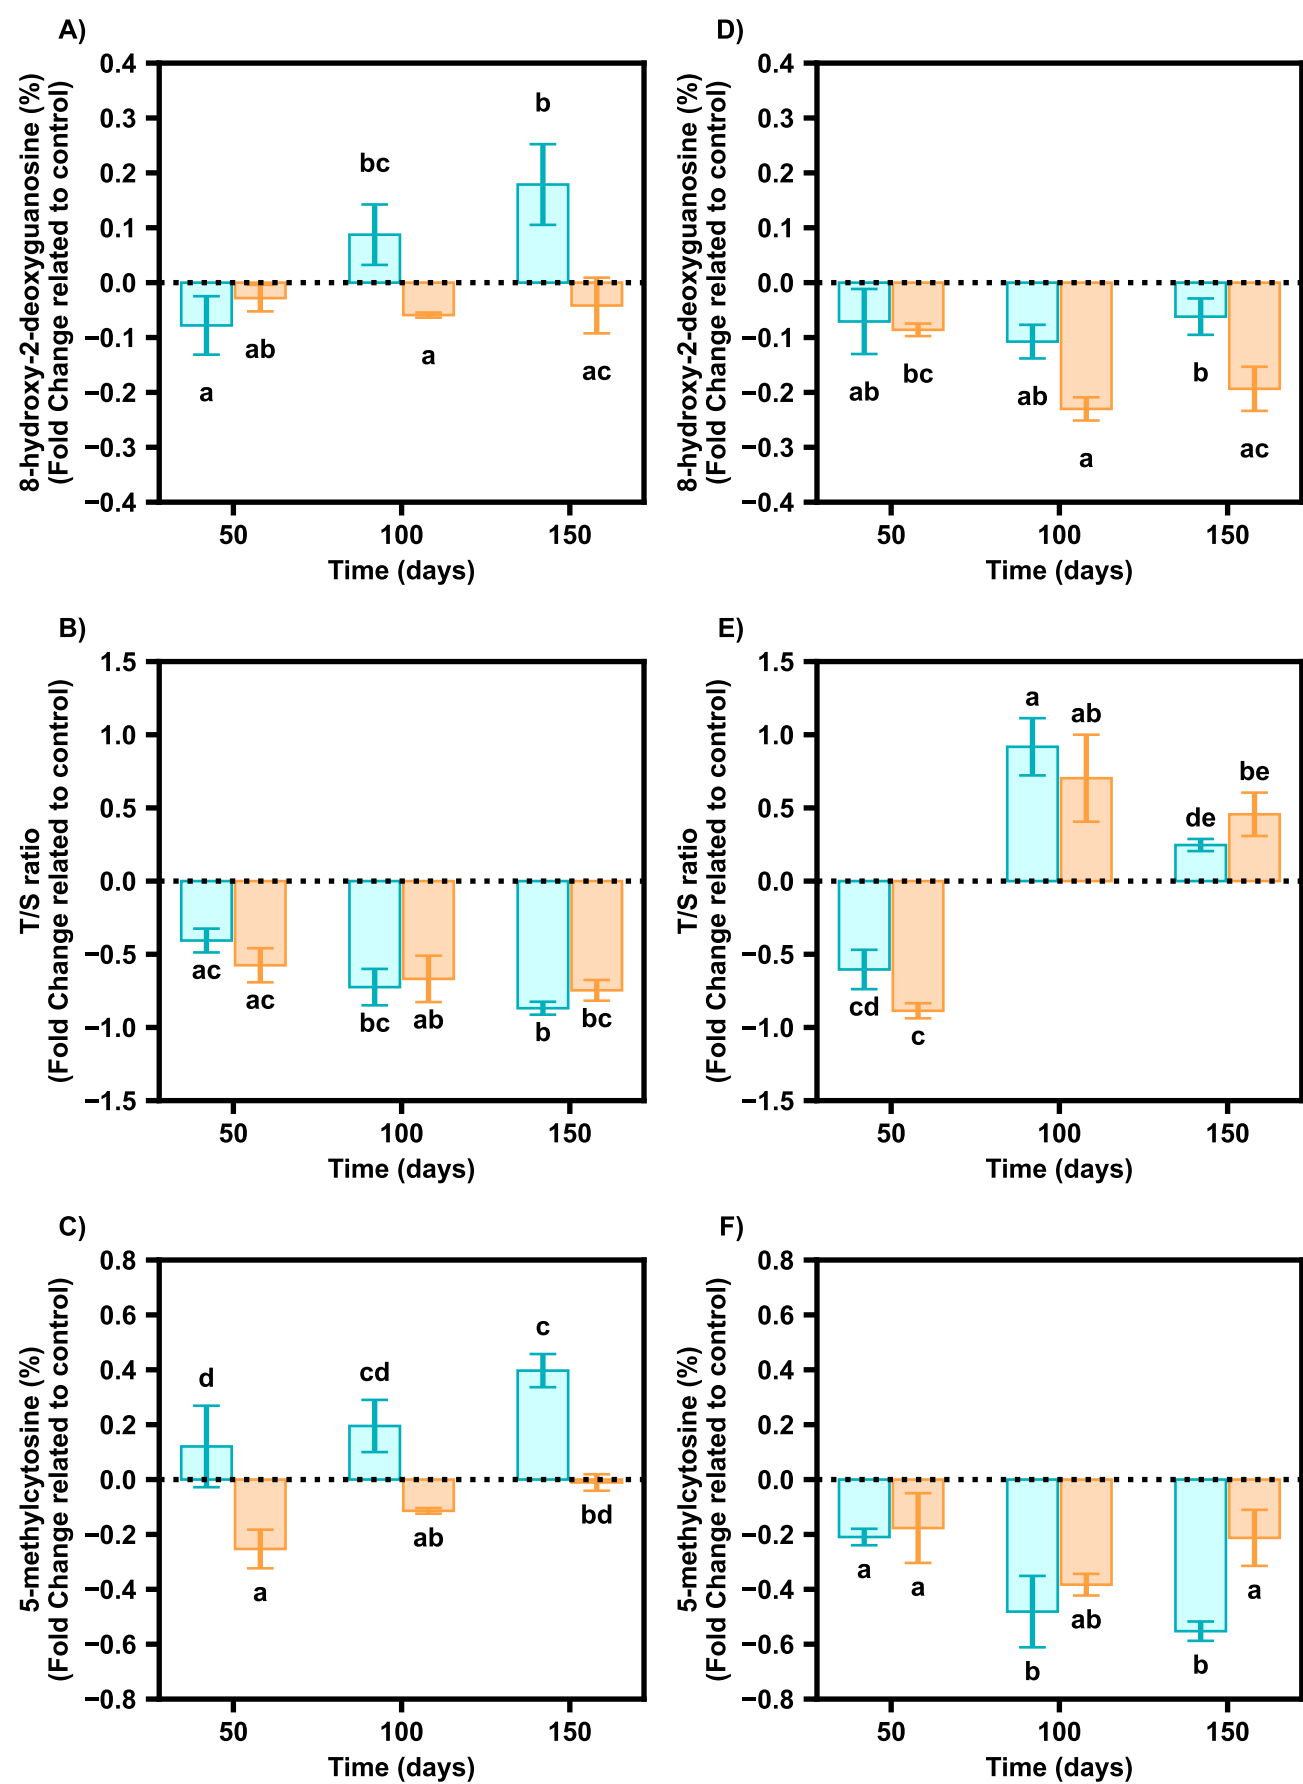 A)
8-hydroxy-2-deoxyguanosine (%)
(Fold Change related to control)
0.4
0.3
0.2
0.1
0.0
−0.1
−0.2
−0.3
−0.4
a
ab
bc
a
b
ac
50
100
150
Time (days)
D)
8-hydroxy-2-deoxyguanosine (%)
(Fold Change related to control)
0.4
0.3
0.2
0.1
0.0
−0.1
−0.2
−0.3
−0.4
ab
bc
ab
a
b
ac
50
100
150
Time (days)
B)
T/S ratio
(Fold Change related to control)
1.5
1.0
0.5
0.0
−0.5
−1.0
−1.5
ac
ac
bc
ab
b
bc
50
100
150
Time (days)
E)
T/S ratio
(Fold Change related to control)
1.5
1.0
0.5
0.0
−0.5
−1.0
−1.5
cd
c
a
ab
de
be
50
100
150
Time (days)
C)
5-methylcytosine (%)
(Fold Change related to control)
0.8
0.6
0.4
0.2
0.0
−0.2
−0.4
−0.6
−0.8
d
a
cd
ab
c
bd
50
100
150
Time (days)
F)
5-methylcytosine (%)
(Fold Change related to control)
0.8
0.6
0.4
0.2
0.0
−0.2
−0.4
−0.6
−0.8
a
a
b
ab
b
a
50
100
150
Time (days)